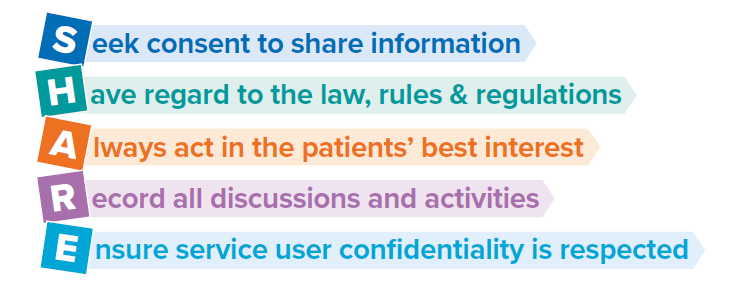 Seek consent to share information
Have regard to the law, rules & regulations
Always act in the patients’ best interest
Record all discussions and activities
Ensure service user confidentiality is respected